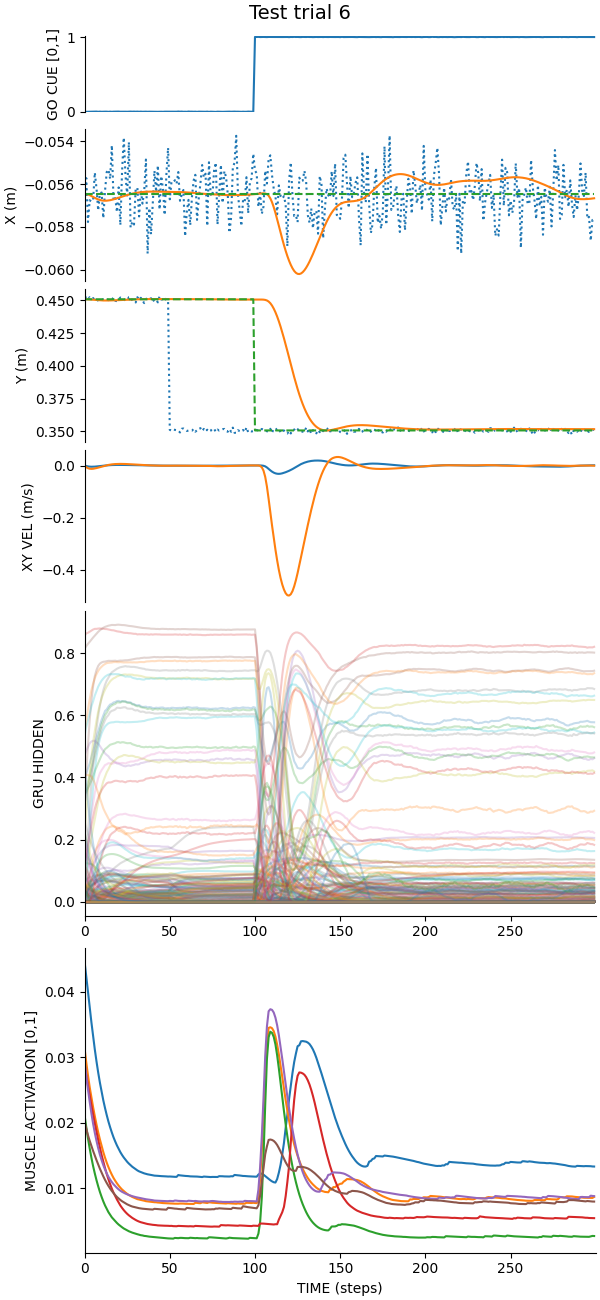 Test trial 6
GO CUE [0,1]
1
0
X (m)
−0.054
−0.056
−0.058
−0.060
Y (m)
0.450
0.425
0.400
0.375
0.350
XY VEL (m/s)
0.0
−0.2
−0.4
GRU HIDDEN
0.8
0.6
0.4
0.2
0.0
0 50 100 150 200 250
MUSCLE ACTIVATION [0,1]
0.04
0.03
0.02
0.01
0 50 100 150 200 250
TIME (steps)